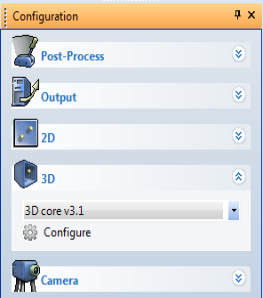 Configuration
Post-Process
Output
2D
3D
3D core v3.1
Configure
Camera